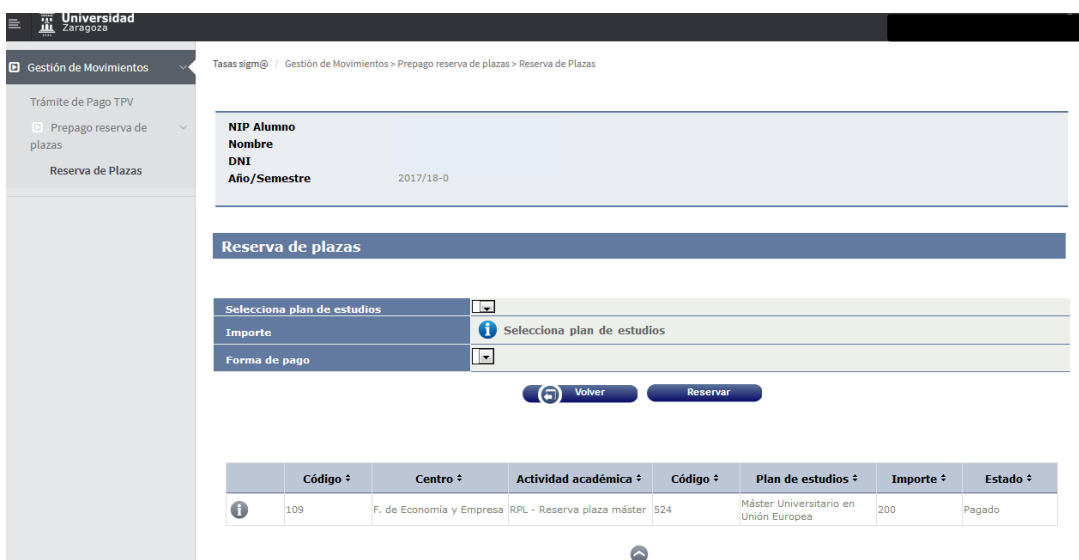 Universidad
Zaragoza
Gestión de Movimientos
Trámite de Pago TPV
Prepago reserva de
plazas
Reserva de Plazas
Tasas sigm@ / Gestión de Movimientos > Prepago reserva de plazas > Reserva de Plazas
NIP Alumno
Nombre
DNI
Año/Semestre 2017/18-0
Reserva de plazas
Selecciona plan de estudios
Importe Selecciona plan de estudios
Forma de pago
Volver Reservar
Código Centro Actividad académica Código Plan de estudios Importe Estado
109 F. de Economía y Empresa RPL - Reserva plaza máster 524 Máster Universitario en 200 Pagado
Unión Europea